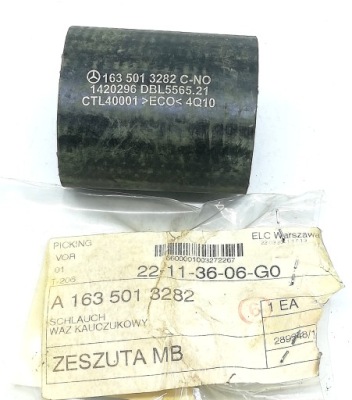 163 501 3282 C-NO
1420296 DBL5565.21
CTL40001 >ECO< 4Q10
PICKING
VOR
01
T-206
ELC Warszawa
22-11-36-06-G0
A 163 501 3282
1 EA
SCHLAUCH
WAZ KAUCZUKOWY
ZESZUTA MB